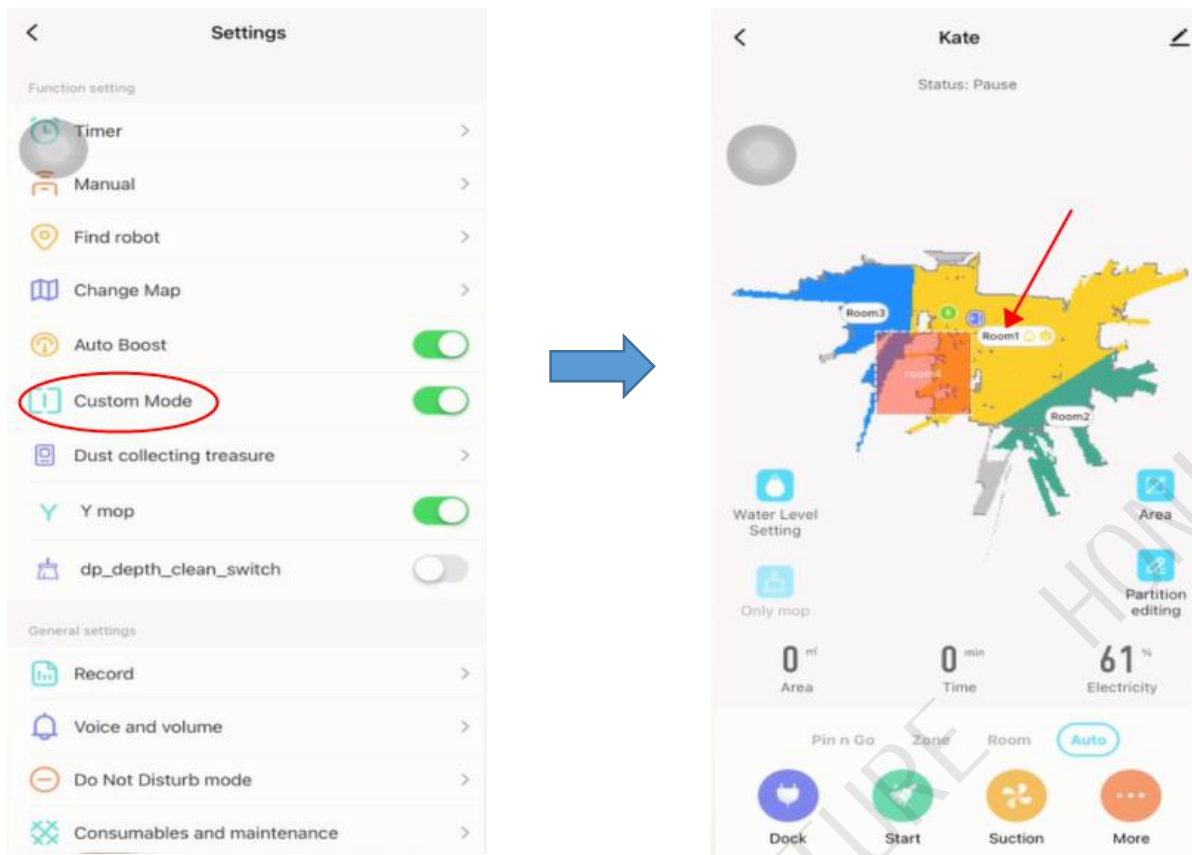 Settings
Function setting
Timer
Manual
Find robot
Change Map
Auto Boost
Custom Mode
Dust collecting treasure
Y mop
dp_depth_clean_switch
General settings
Record
Voice and volume
Do Not Disturb mode
Consumables and maintenance
Kate
Status: Pause
Room3
Room1
room4
Room2
Water Level
Setting
Area
Only mop
Partition
editing
0 ㎡
Area
0 min
Time
61 %
Electricity
Pin n Go Zone Room Auto
Dock Start Suction More